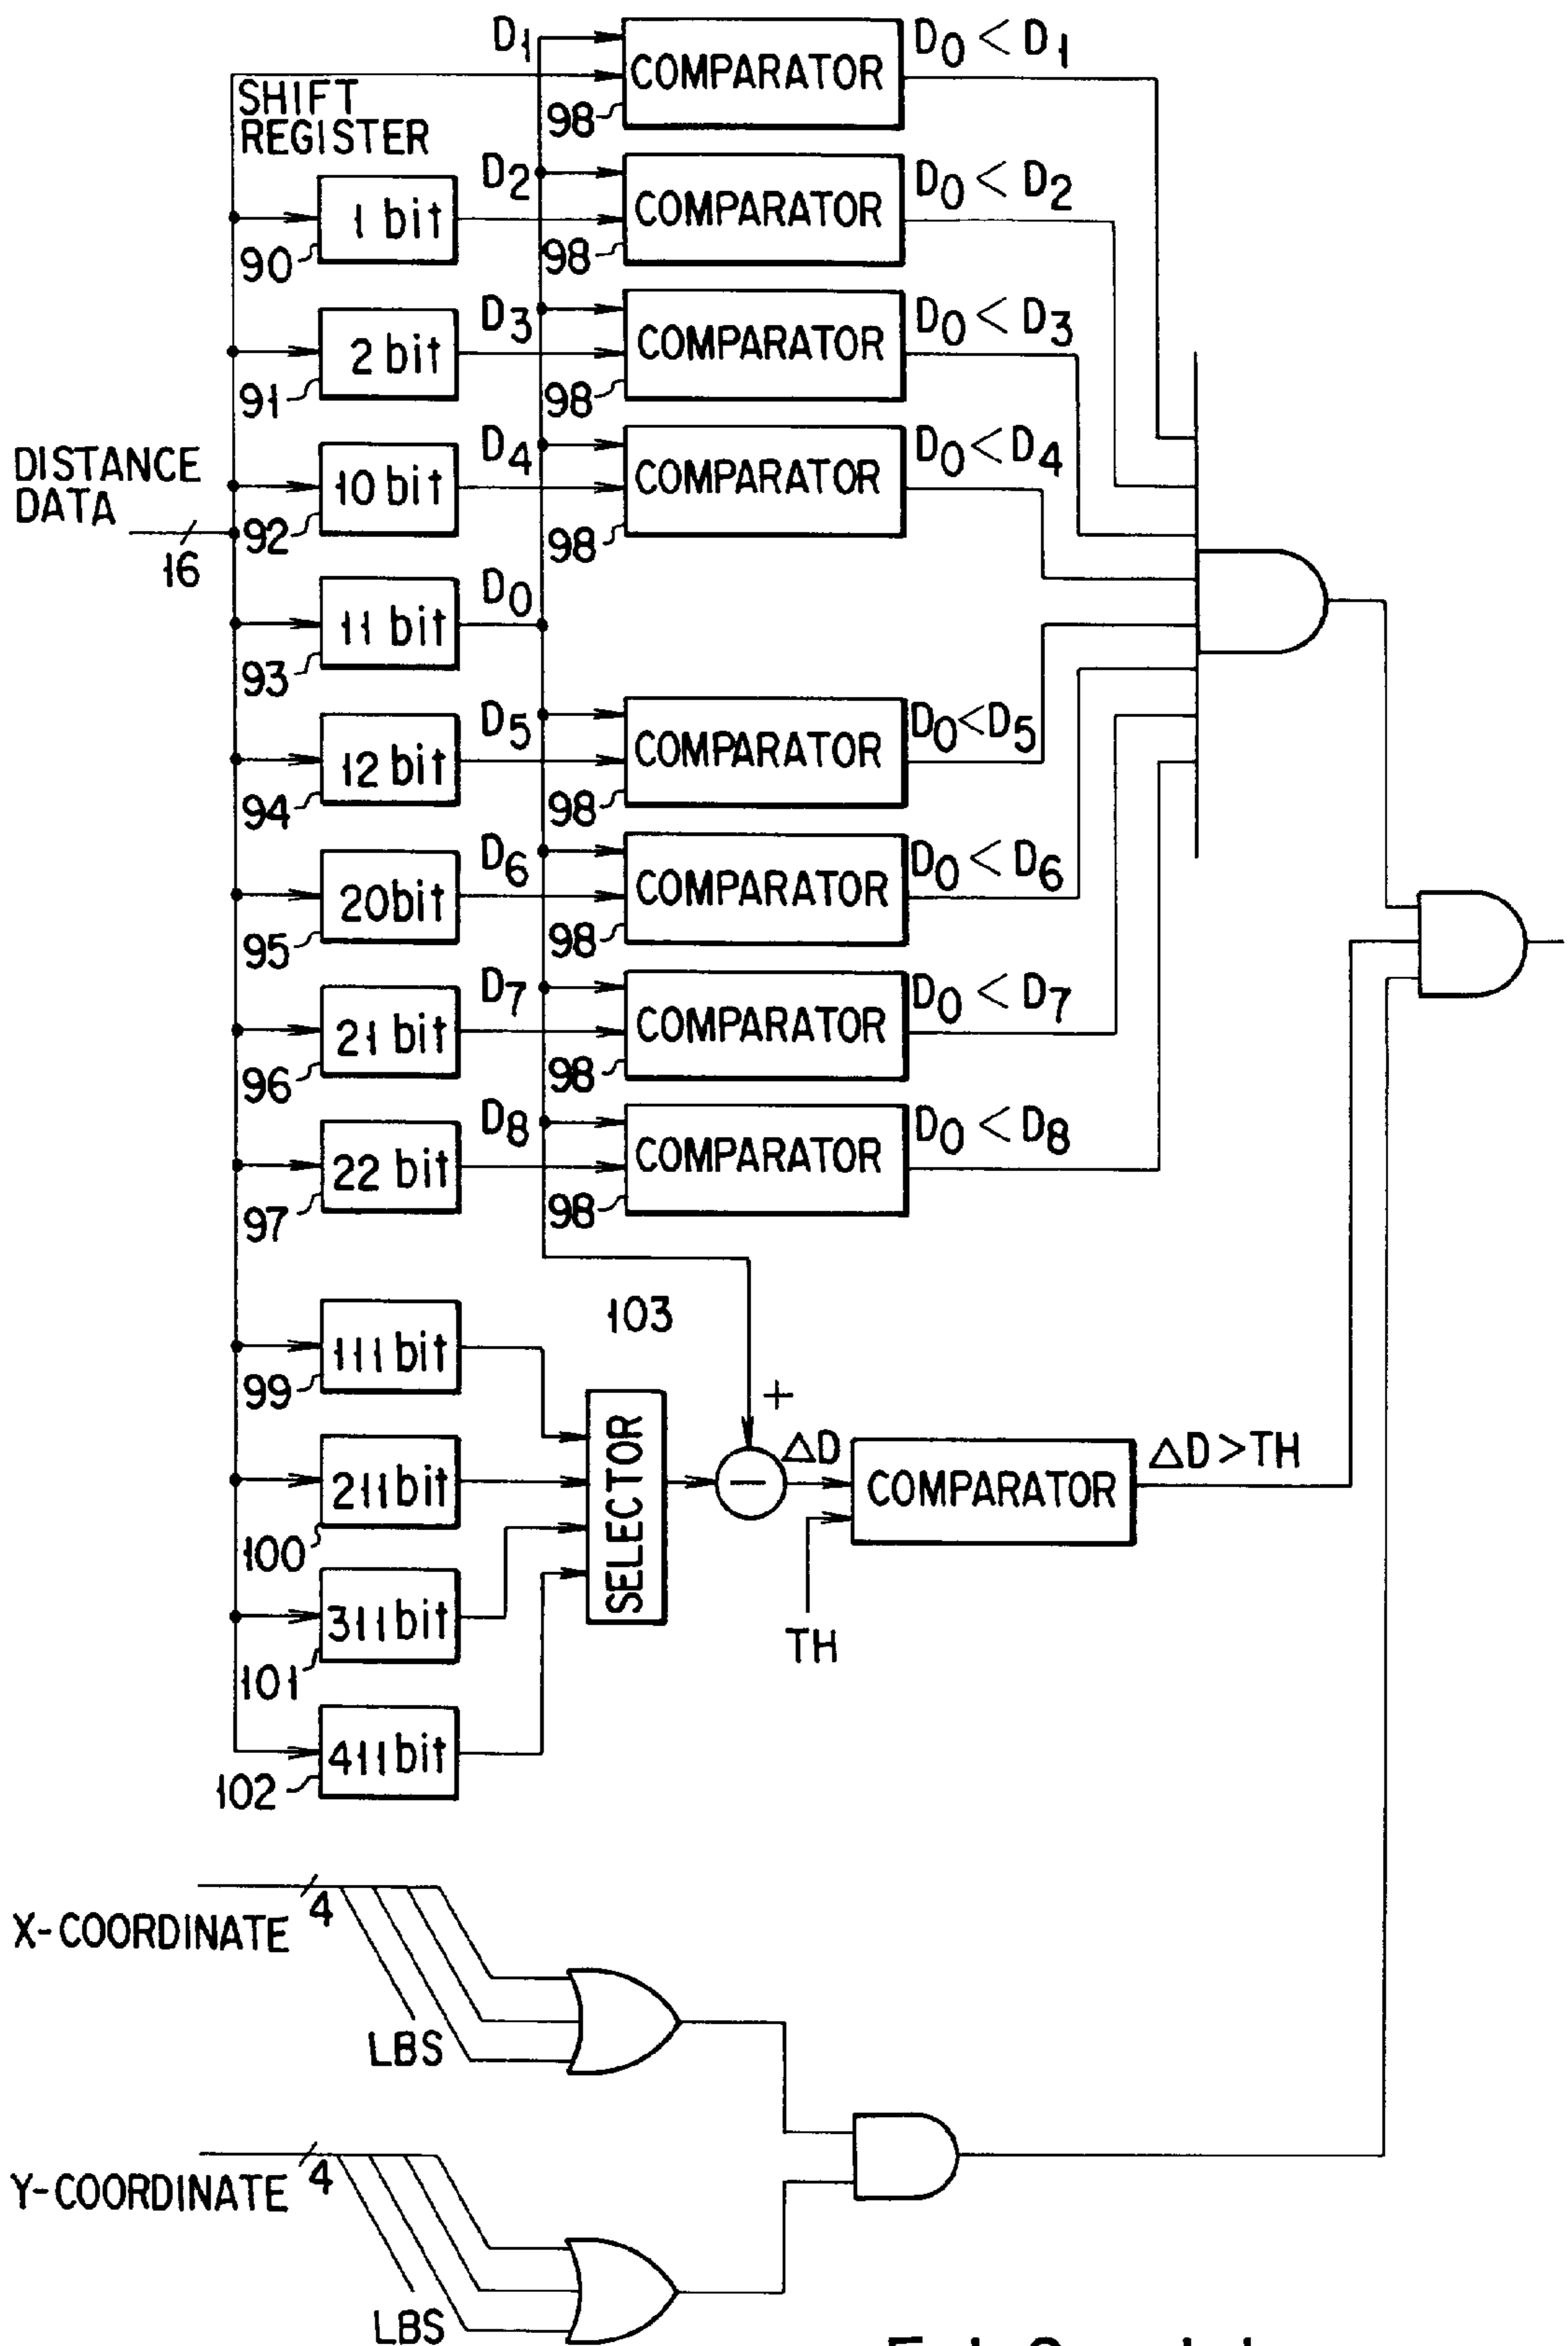 D1
COMPARATOR
98
D0 < D1
SHIFT
REGISTER
1 bit
90
D2
COMPARATOR
98
D0 < D2
2 bit
91
D3
COMPARATOR
98
D0 < D3
DISTANCE
DATA
16
10 bit
92
D4
COMPARATOR
98
D0 < D4
11 bit
93
D0
12 bit
94
D5
COMPARATOR
98
D0 < D5
20 bit
95
D6
COMPARATOR
98
D0 < D6
21 bit
96
D7
COMPARATOR
98
D0 < D7
22 bit
97
D8
COMPARATOR
98
D0 < D8
111 bit
99
103
211 bit
100
311 bit
101
411 bit
102
SELECTOR
+
−
ΔD
COMPARATOR
ΔD > TH
TH
X-COORDINATE
4
LBS
Y-COORDINATE
4
LBS